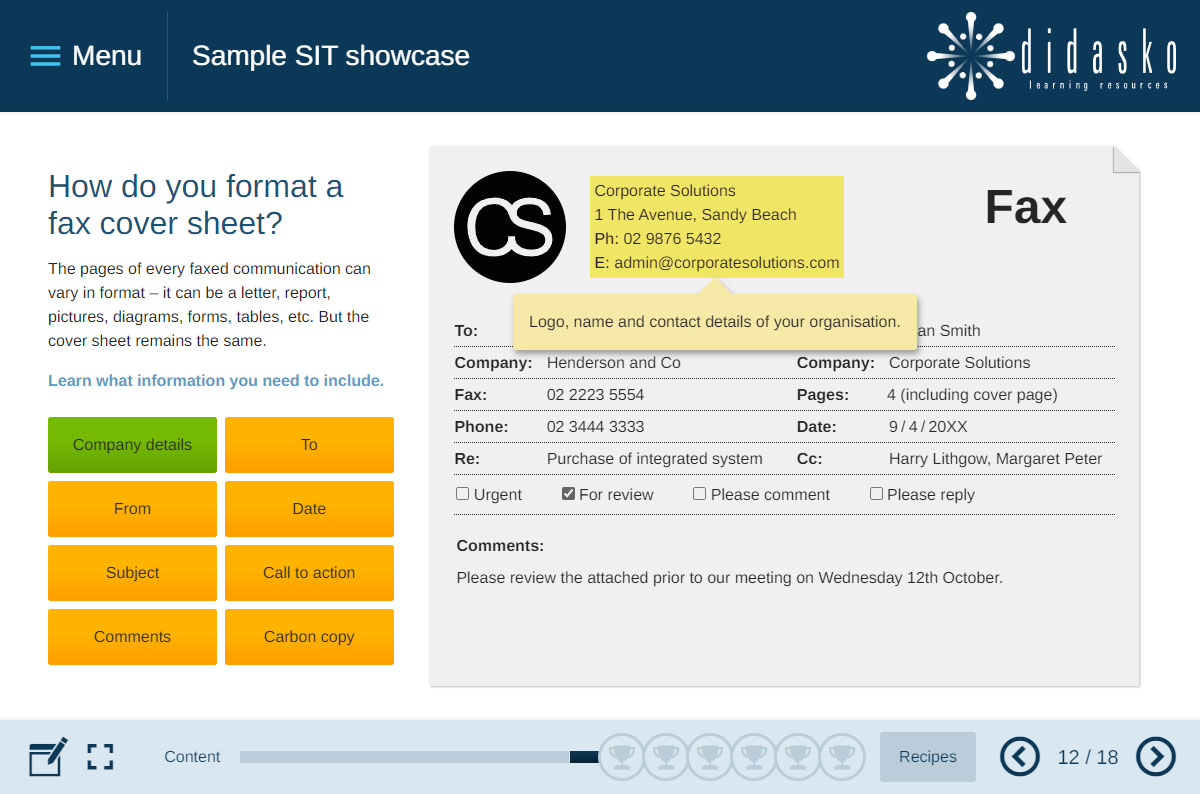 Menu
Sample SIT showcase
didasko
learning resources
How do you format a
fax cover sheet?
The pages of every faxed communication can
vary in format – it can be a letter, report,
pictures, diagrams, forms, tables, etc. But the
cover sheet remains the same.
Learn what information you need to include.
Company details
To
From
Date
Subject
Call to action
Comments
Carbon copy
CS
Corporate Solutions
1 The Avenue, Sandy Beach
Ph: 02 9876 5432
E: admin@corporatesolutions.com
Fax
Logo, name and contact details of your organisation.
To: an Smith
Company: Henderson and Co Company: Corporate Solutions
Fax: 02 2223 5554 Pages: 4 (including cover page)
Phone: 02 3444 3333 Date: 9 / 4 / 20XX
Re: Purchase of integrated system Cc: Harry Lithgow, Margaret Peter
Urgent For review Please comment Please reply
Comments:
Please review the attached prior to our meeting on Wednesday 12th October.
Content
Recipes
12 / 18